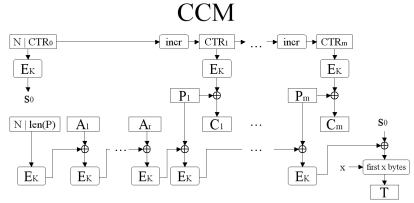 CCM
N | CTR0 incr CTR1 ... incr CTRm
EK EK EK
s0
P1 Pm
N | len(P) A1 At C1 ... Cm s0
...
x first x bytes
EK EK EK EK ... EK
T